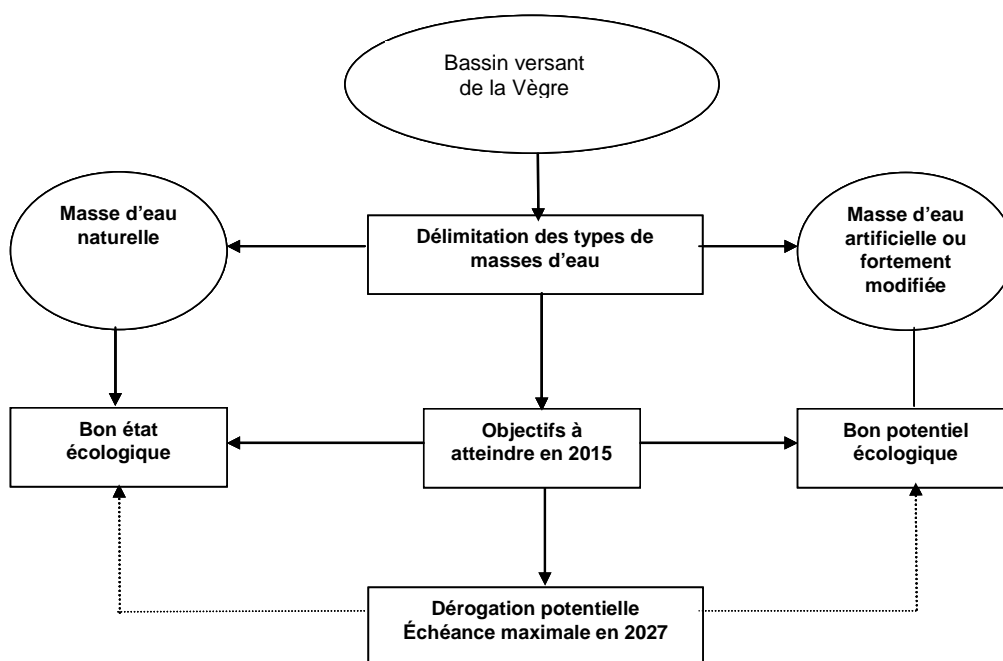 Bassin versant
de la Vègre
Masse d'eau
naturelle
Délimitation des types de
masses d'eau
Masse d'eau
artificielle ou
fortement
modifiée
Bon état
écologique
Objectifs à
atteindre en 2015
Bon potentiel
écologique
Dérogation potentielle
Échéance maximale en 2027